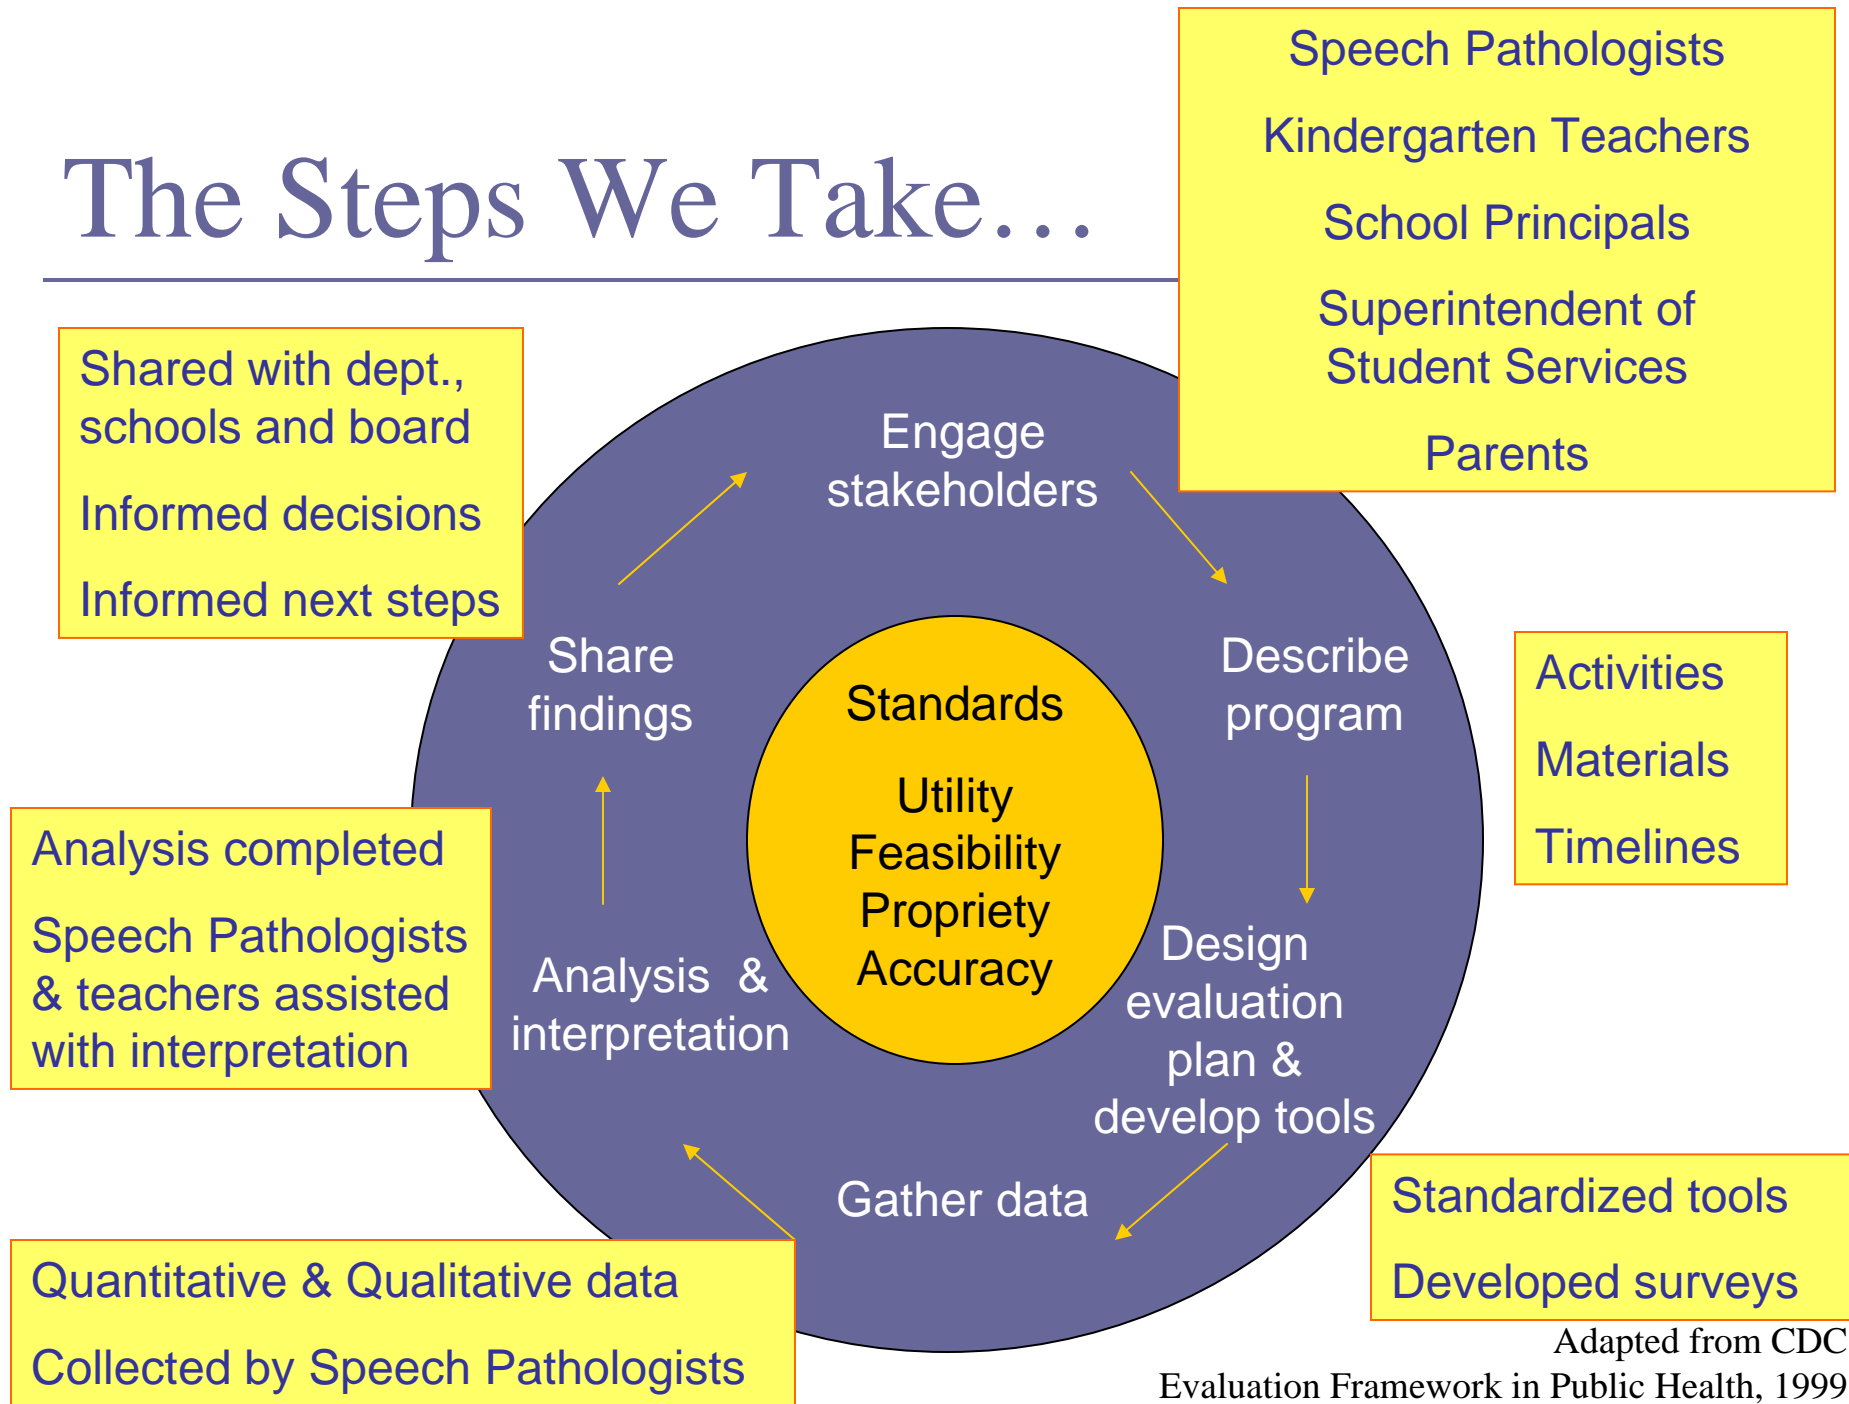 The Steps We Take…
Speech Pathologists
Kindergarten Teachers
School Principals
Superintendent of
Student Services
Parents
Shared with dept.,
schools and board
Informed decisions
Informed next steps
Engage
stakeholders
Describe
program
Activities
Materials
Timelines
Design
evaluation
plan &
develop tools
Standardized tools
Developed surveys
Gather data
Quantitative & Qualitative data
Collected by Speech Pathologists
Analysis  &
interpretation
Analysis completed
Speech Pathologists
& teachers assisted
with interpretation
Share
findings
Standards
Utility
Feasibility
Propriety
Accuracy
Adapted from CDC
Evaluation Framework in Public Health, 1999